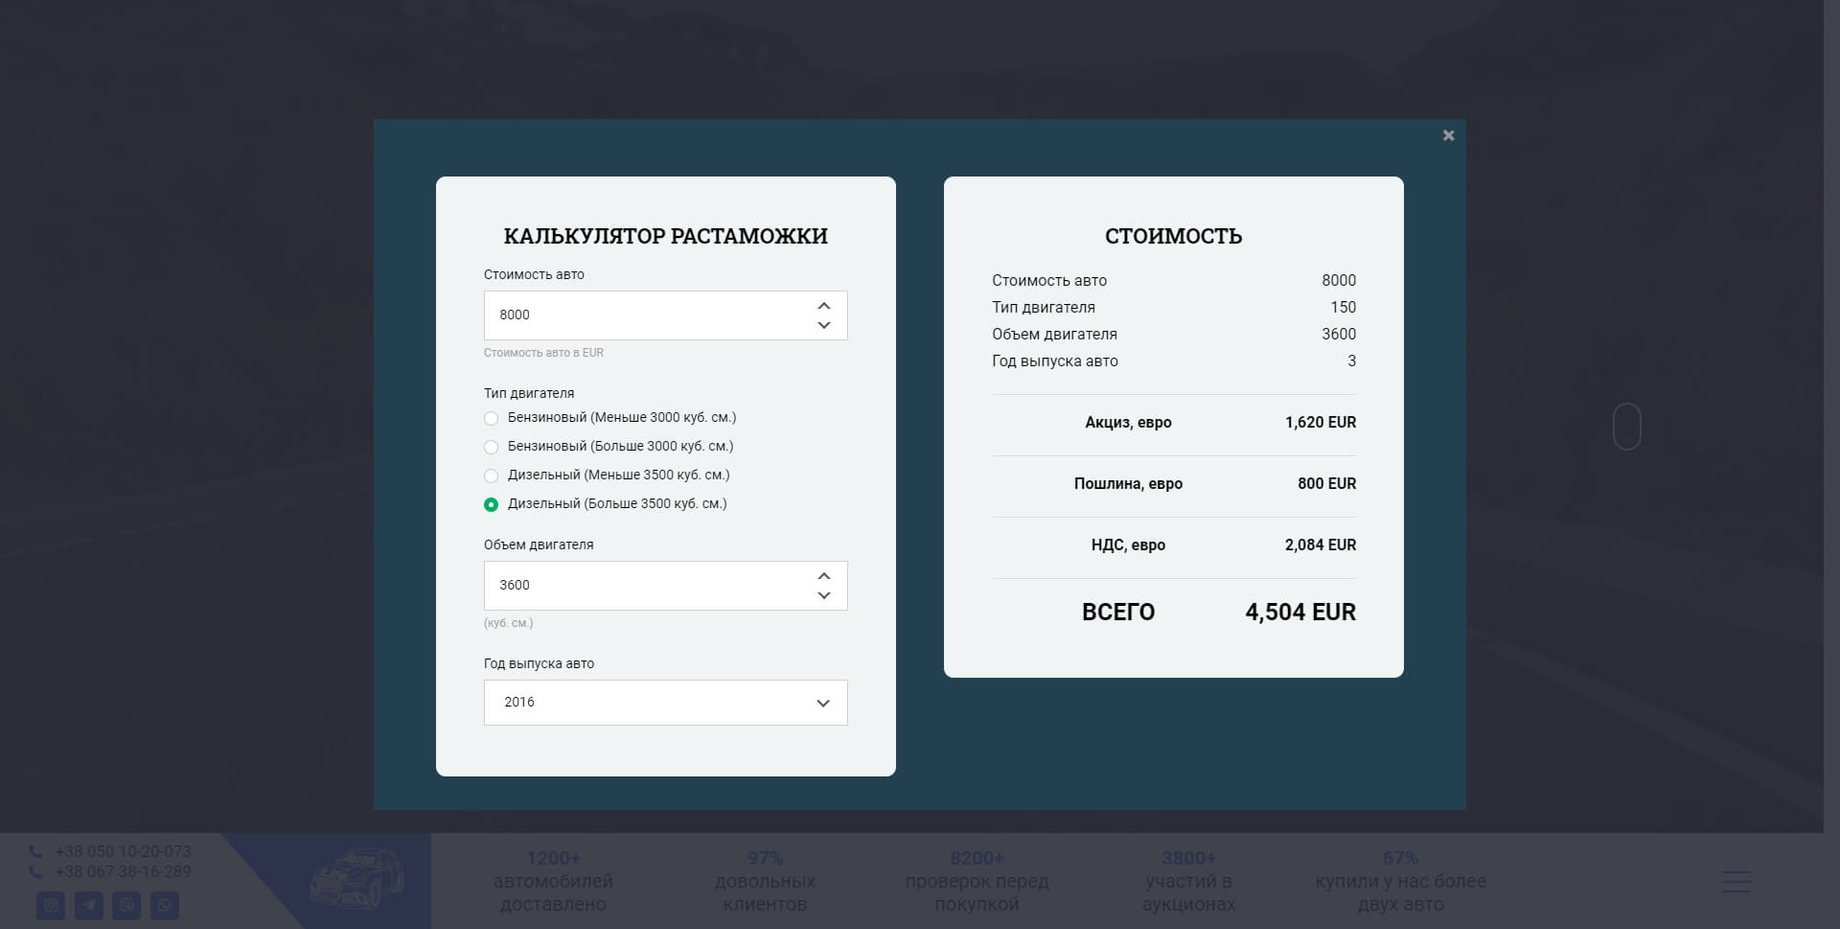 КАЛЬКУЛЯТОР РАСТАМОЖКИ
Стоимость авто
8000
Стоимость авто в EUR
Тип двигателя
Бензиновый (Меньше 3000 куб. см.)
Бензиновый (Больше 3000 куб. см.)
Дизельный (Меньше 3500 куб. см.)
Дизельный (Больше 3500 куб. см.)
Объем двигателя
3600
(куб. см.)
Год выпуска авто
2016
СТОИМОСТЬ
Стоимость авто 8000
Тип двигателя 150
Объем двигателя 3600
Год выпуска авто 3
Акциз, евро 1,620 EUR
Пошлина, евро 800 EUR
НДС, евро 2,084 EUR
ВСЕГО 4,504 EUR
+38 050 10-20-073
+38 067 38-16-289
Auto
1200+
автомобилей
доставлено
97%
довольных
клиентов
8200+
проверок перед
покупкой
3800+
участий в
аукционах
67%
купили у нас более
двух авто